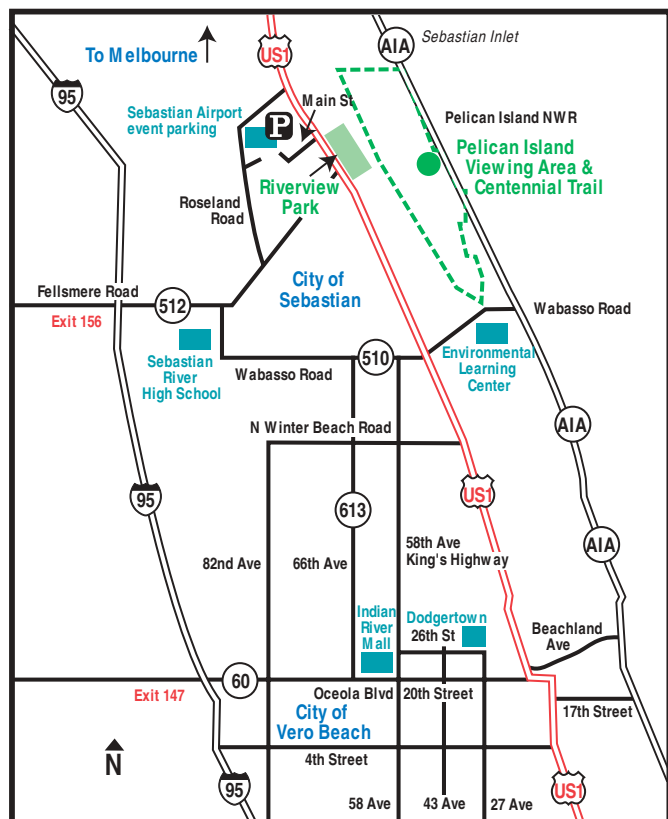 A1A
Sebastian Inlet
US1
To Melbourne
95
Main St
Sebastian Airport
event parking
P
Pelican Island NWR
Pelican Island
Viewing Area &
Centennial Trail
Riverview
Park
Roseland
Road
City of
Sebastian
Fellsmere Road
512
Exit 156
Wabasso Road
Sebastian
River
High School
510
Wabasso Road
Environmental
Learning
Center
N Winter Beach Road
A1A
95
US1
613
A1A
82nd Ave
66th Ave
58th Ave
King's Highway
Indian
River
Mall
Dodgertown
26th St
Beachland
Ave
60
Exit 147
Oceola Blvd
20th Street
City of
Vero Beach
17th Street
N
4th Street
95
US1
58 Ave
43 Ave
27 Ave